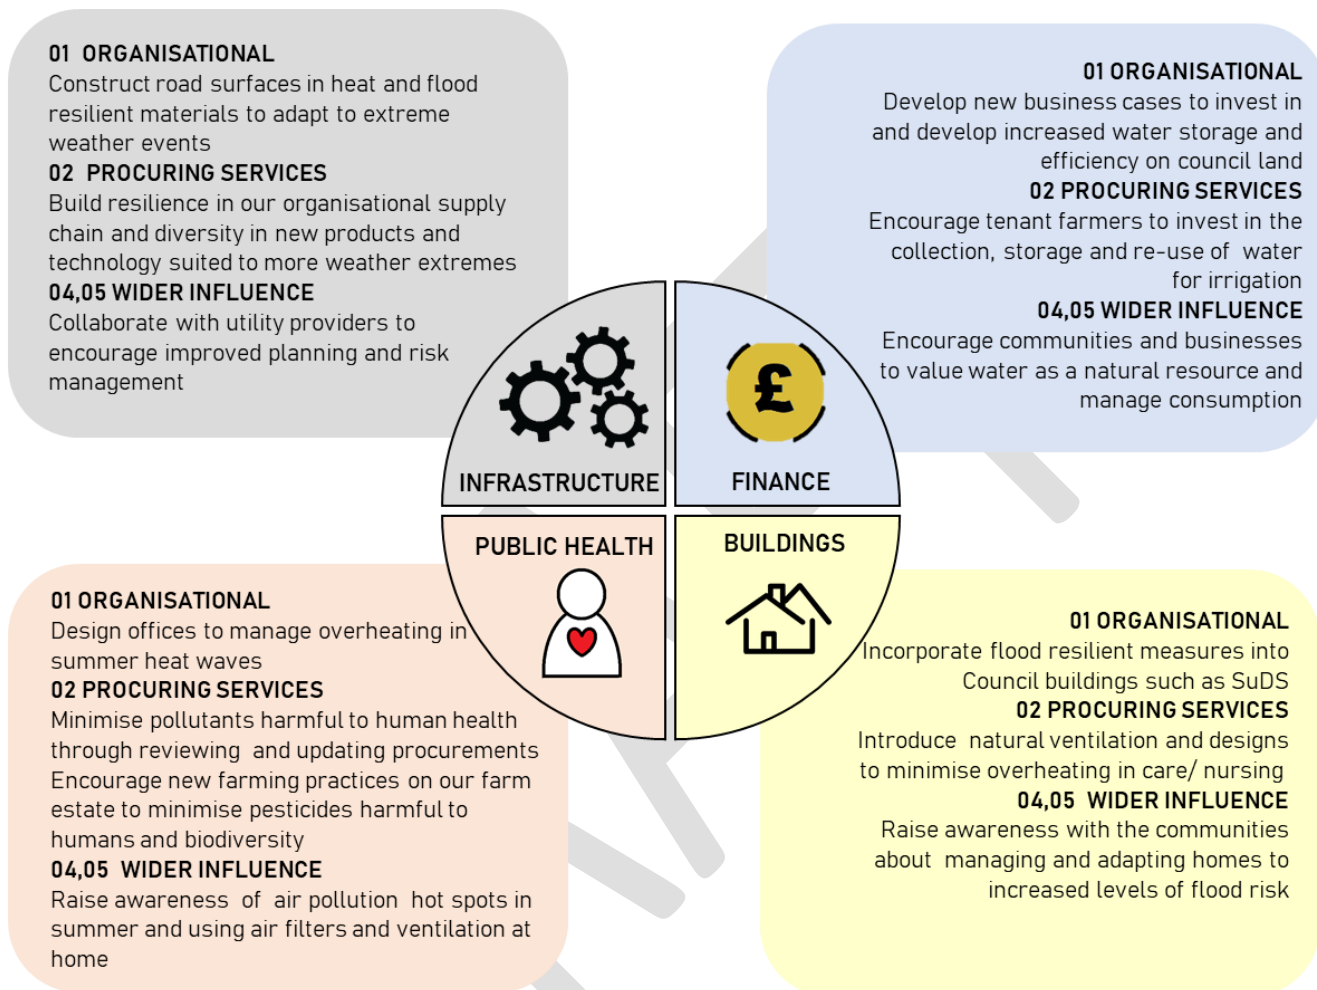 01 ORGANISATIONAL
Construct road surfaces in heat and flood
resilient materials to adapt to extreme
weather events
02 PROCURING SERVICES
Build resilience in our organisational supply
chain and diversity in new products and
technology suited to more weather extremes
04,05 WIDER INFLUENCE
Collaborate with utility providers to
encourage improved planning and risk
management
01 ORGANISATIONAL
Develop new business cases to invest in
and develop increased water storage and
efficiency on council land
02 PROCURING SERVICES
Encourage tenant farmers to invest in the
collection, storage and re-use of water
for irrigation
04,05 WIDER INFLUENCE
Encourage communities and businesses
to value water as a natural resource and
manage consumption
£
INFRASTRUCTURE
FINANCE
PUBLIC HEALTH
BUILDINGS
01 ORGANISATIONAL
Design offices to manage overheating in
summer heat waves
02 PROCURING SERVICES
Minimise pollutants harmful to human health
through reviewing and updating procurements
Encourage new farming practices on our farm
estate to minimise pesticides harmful to
humans and biodiversity
04,05 WIDER INFLUENCE
Raise awareness of air pollution hot spots in
summer and using air filters and ventilation at
home
01 ORGANISATIONAL
Incorporate flood resilient measures into
Council buildings such as SuDS
02 PROCURING SERVICES
Introduce natural ventilation and designs
to minimise overheating in care/ nursing
04,05 WIDER INFLUENCE
Raise awareness with the communities
about managing and adapting homes to
increased levels of flood risk